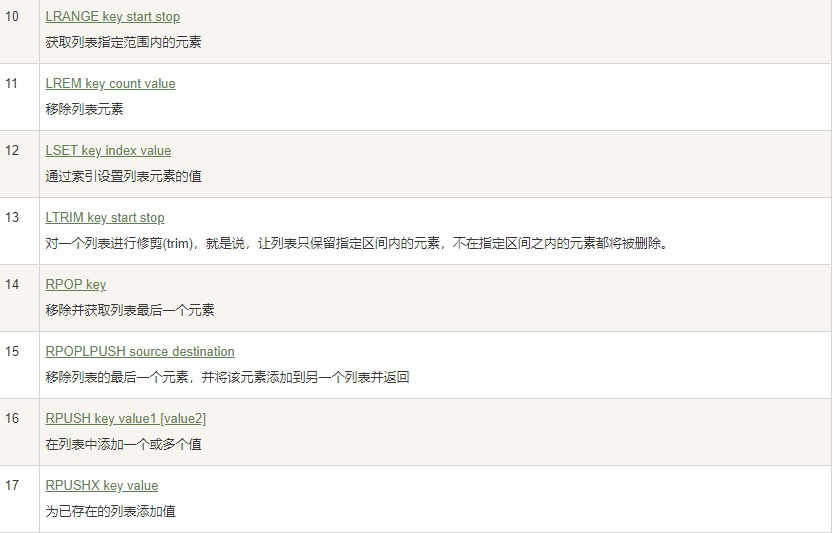 10 LRANGE key start stop
获取列表指定范围内的元素
11 LREM key count value
移除列表元素
12 LSET key index value
通过索引设置列表元素的值
13 LTRIM key start stop
对一个列表进行修剪(trim)，就是说，让列表只保留指定区间内的元素，不在指定区间之内的元素都将被删除。
14 RPOP key
移除并获取列表最后一个元素
15 RPOPLPUSH source destination
移除列表的最后一个元素，并将该元素添加到另一个列表并返回
16 RPUSH key value1 [value2]
在列表中添加一个或多个值
17 RPUSHX key value
为已存在的列表添加值